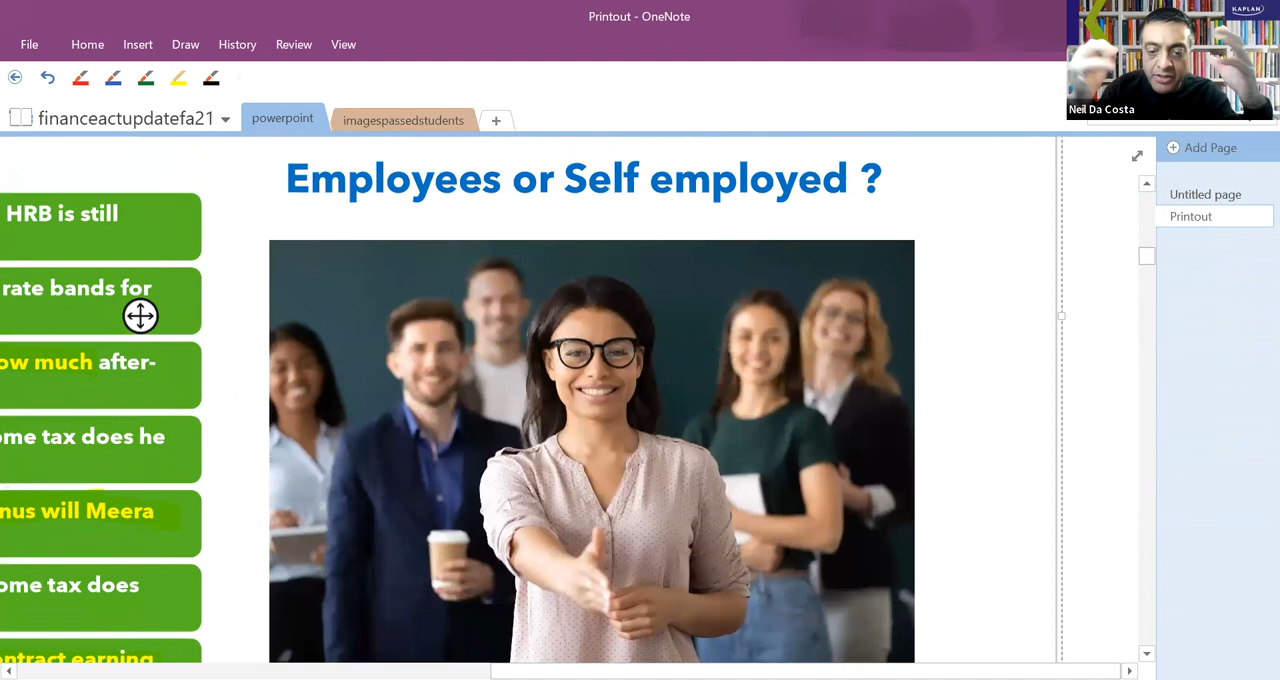 Printout - OneNote
KAPLAN
File Home Insert Draw History Review View
Neil Da Costa
financeactupdatefa21
powerpoint
imagespassedstudents
Add Page
Untitled page
Printout
Employees or Self employed ?
HRB is still
rate bands for
ow much after-
ome tax does he
nus will Meera
ome tax does
ontract earning